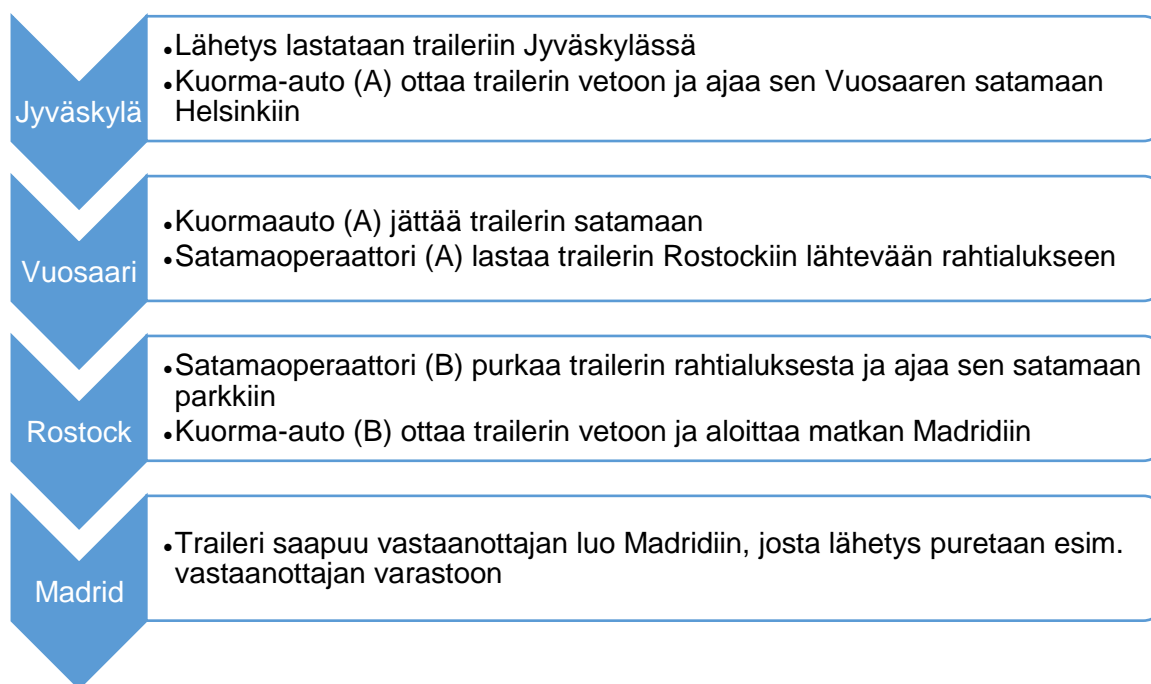 Jyväskylä
•Lähetys lastataan traileriin Jyväskylässä
•Kuorma-auto (A) ottaa trailerin vetoon ja ajaa sen Vuosaaren satamaan
Helsinkiin
Vuosaari
•Kuormaauto (A) jättää trailerin satamaan
•Satamaoperaattori (A) lastaa trailerin Rostockiin lähtevään rahtialukseen
Rostock
•Satamaoperaattori (B) purkaa trailerin rahtialuksesta ja ajaa sen satamaan
parkkiin
•Kuorma-auto (B) ottaa trailerin vetoon ja aloittaa matkan Madridiin
Madrid
•Traileri saapuu vastaanottajan luo Madridiin, josta lähetys puretaan esim.
vastaanottajan varastoon